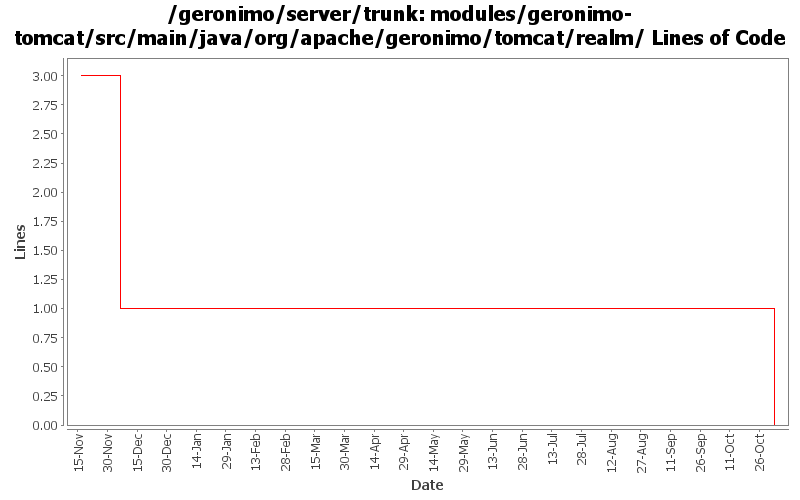 /geronimo/server/trunk: modules/geronimo-
tomcat/src/main/java/org/apache/geronimo/tomcat/realm/ Lines of Code
3.00
2.75
2.50
2.25
2.00
1.75
1.50
1.25
1.00
0.75
0.50
0.25
0.00
Lines
15-Nov
30-Nov
15-Dec
30-Dec
14-Jan
29-Jan
13-Feb
28-Feb
15-Mar
30-Mar
14-Apr
29-Apr
14-May
29-May
13-Jun
28-Jun
13-Jul
28-Jul
12-Aug
27-Aug
11-Sep
26-Sep
11-Oct
26-Oct
Date